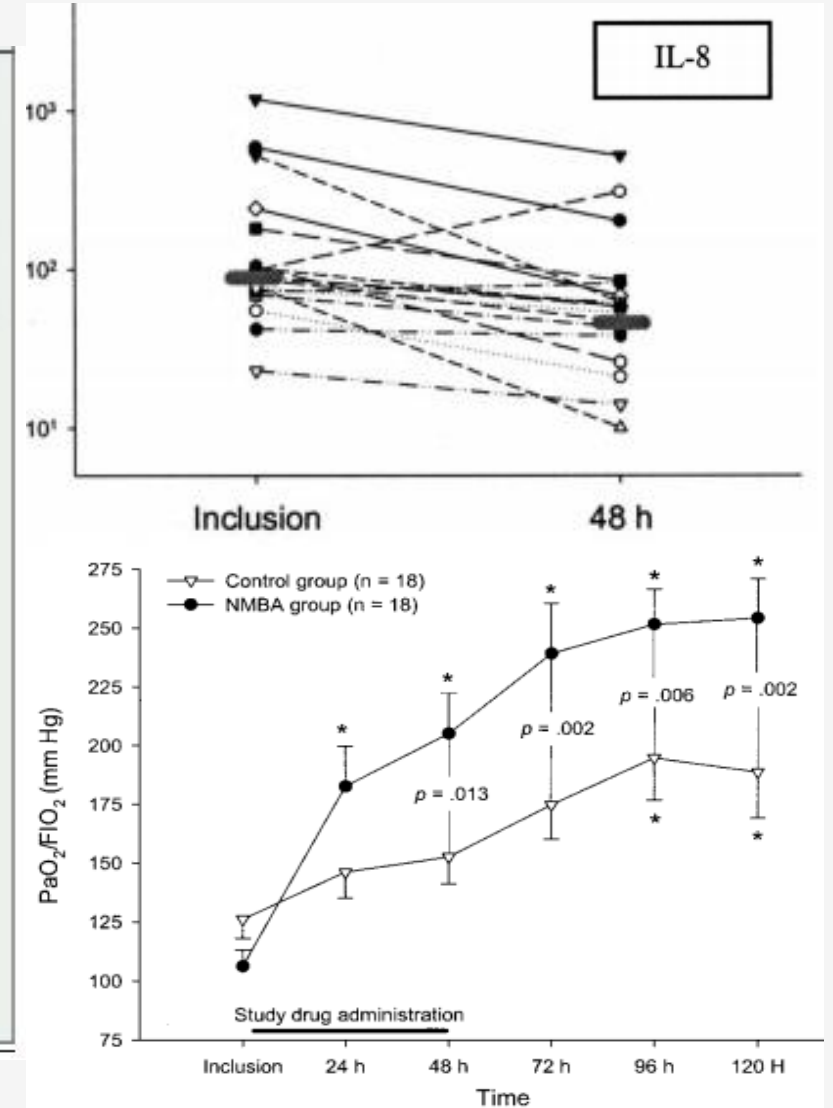 IL-8
10³
10²
10¹
Inclusion 48 h
275
250
225
200
175
150
125
100
75
PaO₂/FIO₂ (mm Hg)
Control group (n = 18)
NMBA group (n = 18)
*
*
*
*
*
p = .013
p = .002
p = .006
p = .002
*
*
Study drug administration
Inclusion 24 h 48 h 72 h 96 h 120 H
Time